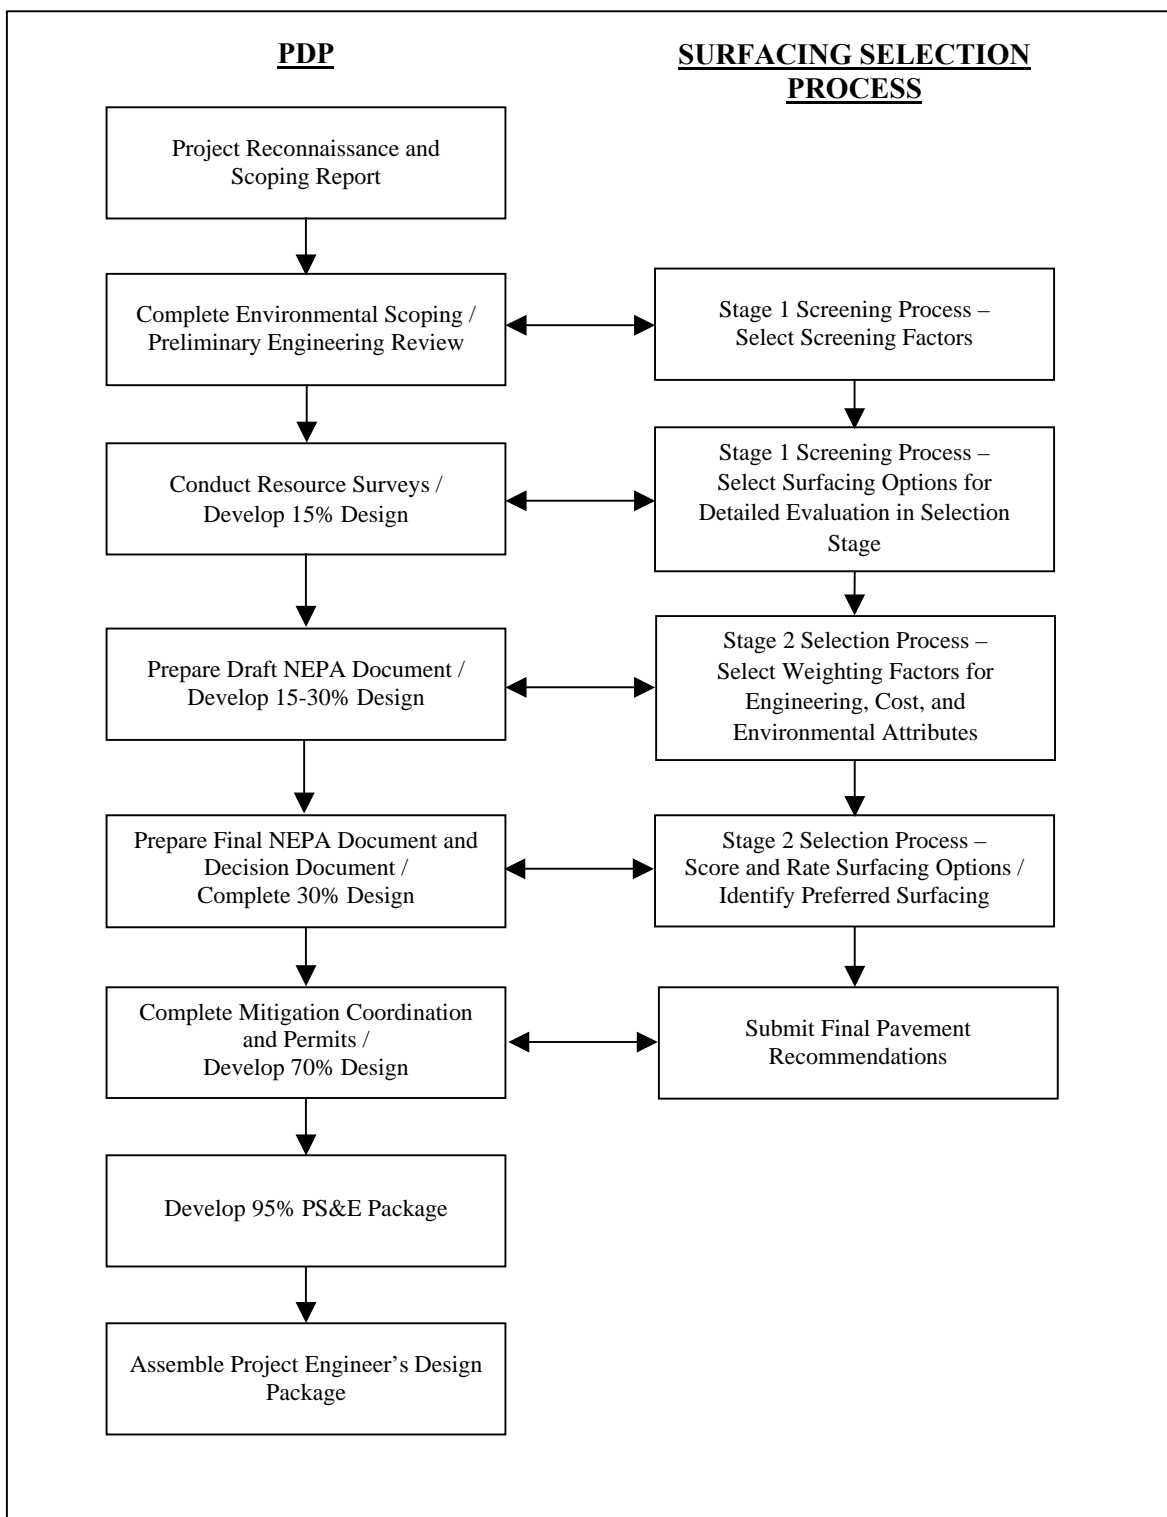 PDP
SURFACING SELECTION
PROCESS
Project Reconnaissance and
Scoping Report
Complete Environmental Scoping /
Preliminary Engineering Review
Stage 1 Screening Process –
Select Screening Factors
Conduct Resource Surveys /
Develop 15% Design
Stage 1 Screening Process –
Select Surfacing Options for
Detailed Evaluation in Selection
Stage
Prepare Draft NEPA Document /
Develop 15-30% Design
Stage 2 Selection Process –
Select Weighting Factors for
Engineering, Cost, and
Environmental Attributes
Prepare Final NEPA Document and
Decision Document /
Complete 30% Design
Stage 2 Selection Process –
Score and Rate Surfacing Options /
Identify Preferred Surfacing
Complete Mitigation Coordination
and Permits /
Develop 70% Design
Submit Final Pavement
Recommendations
Develop 95% PS&E Package
Assemble Project Engineer’s Design
Package